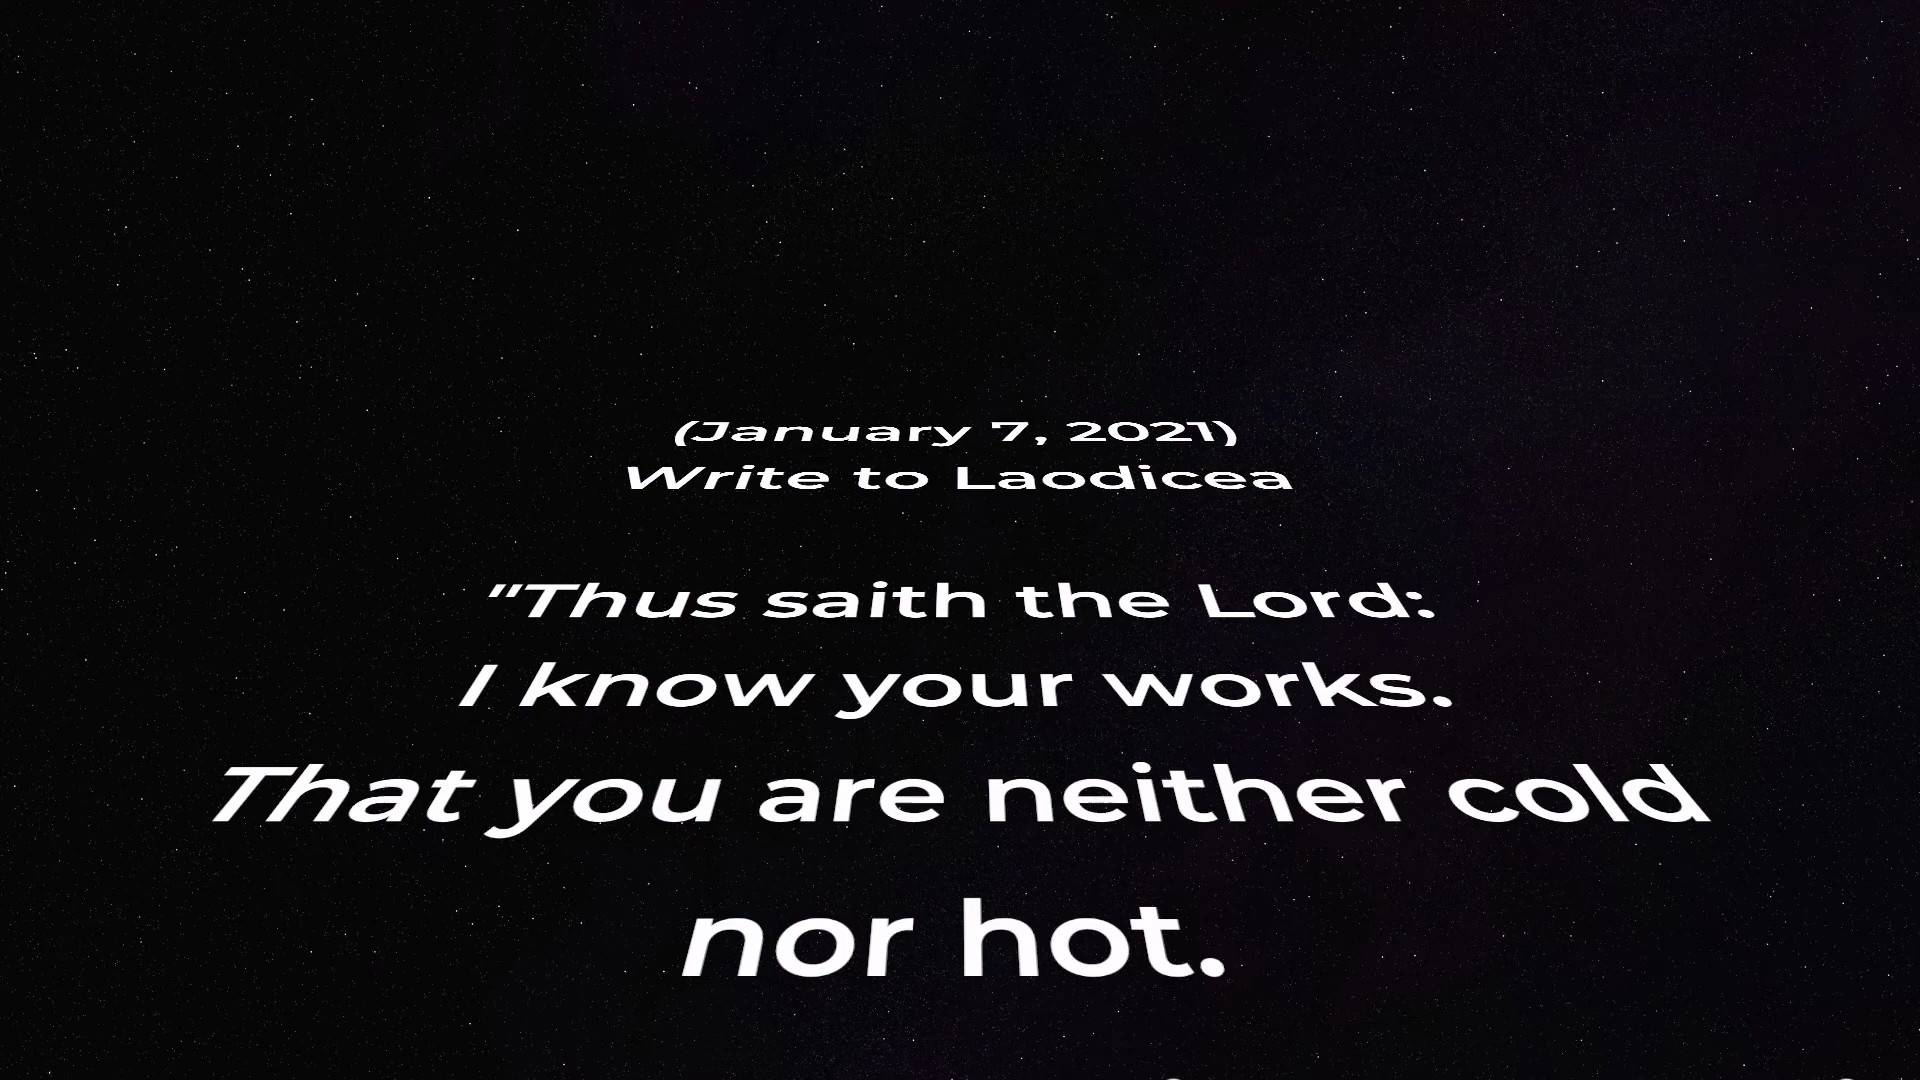 (January 7, 2021)
Write to Laodicea
"Thus saith the Lord:
I know your works.
That you are neither cold
nor hot.